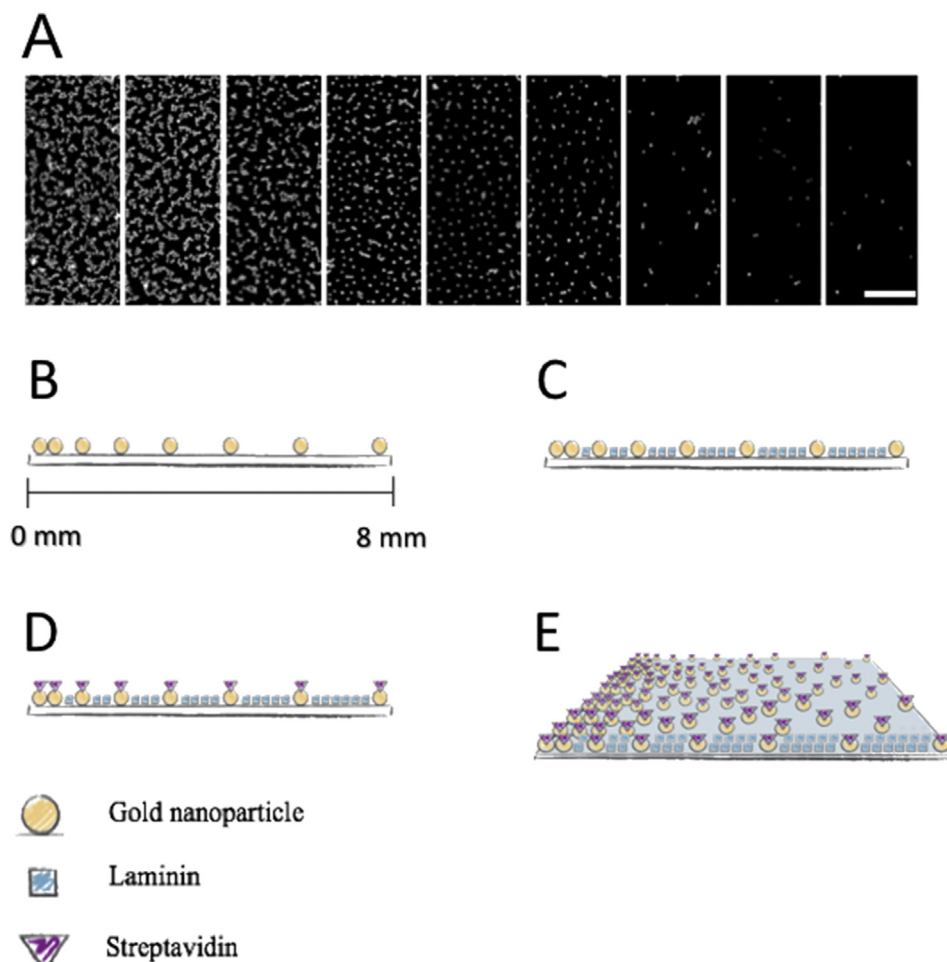 A
B
C
0 mm
8 mm
D
E
Gold nanoparticle
Laminin
Streptavidin